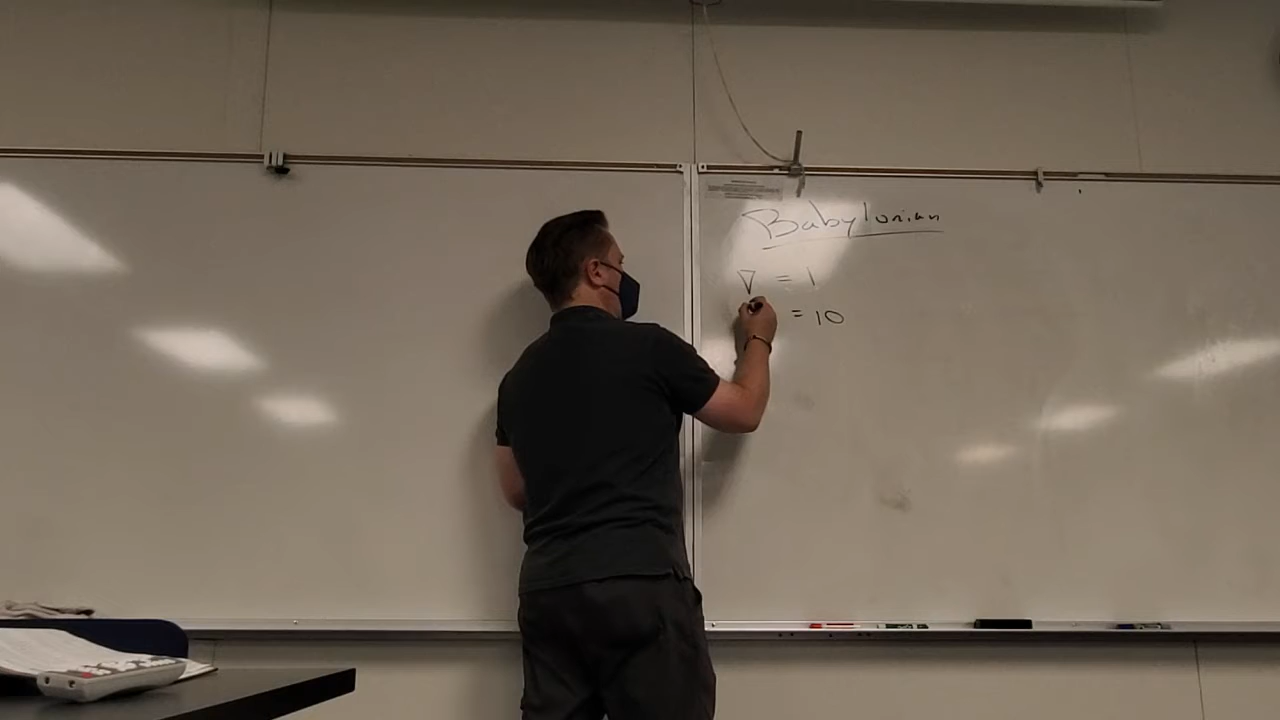 Babylonian
▽ = 1
= 10